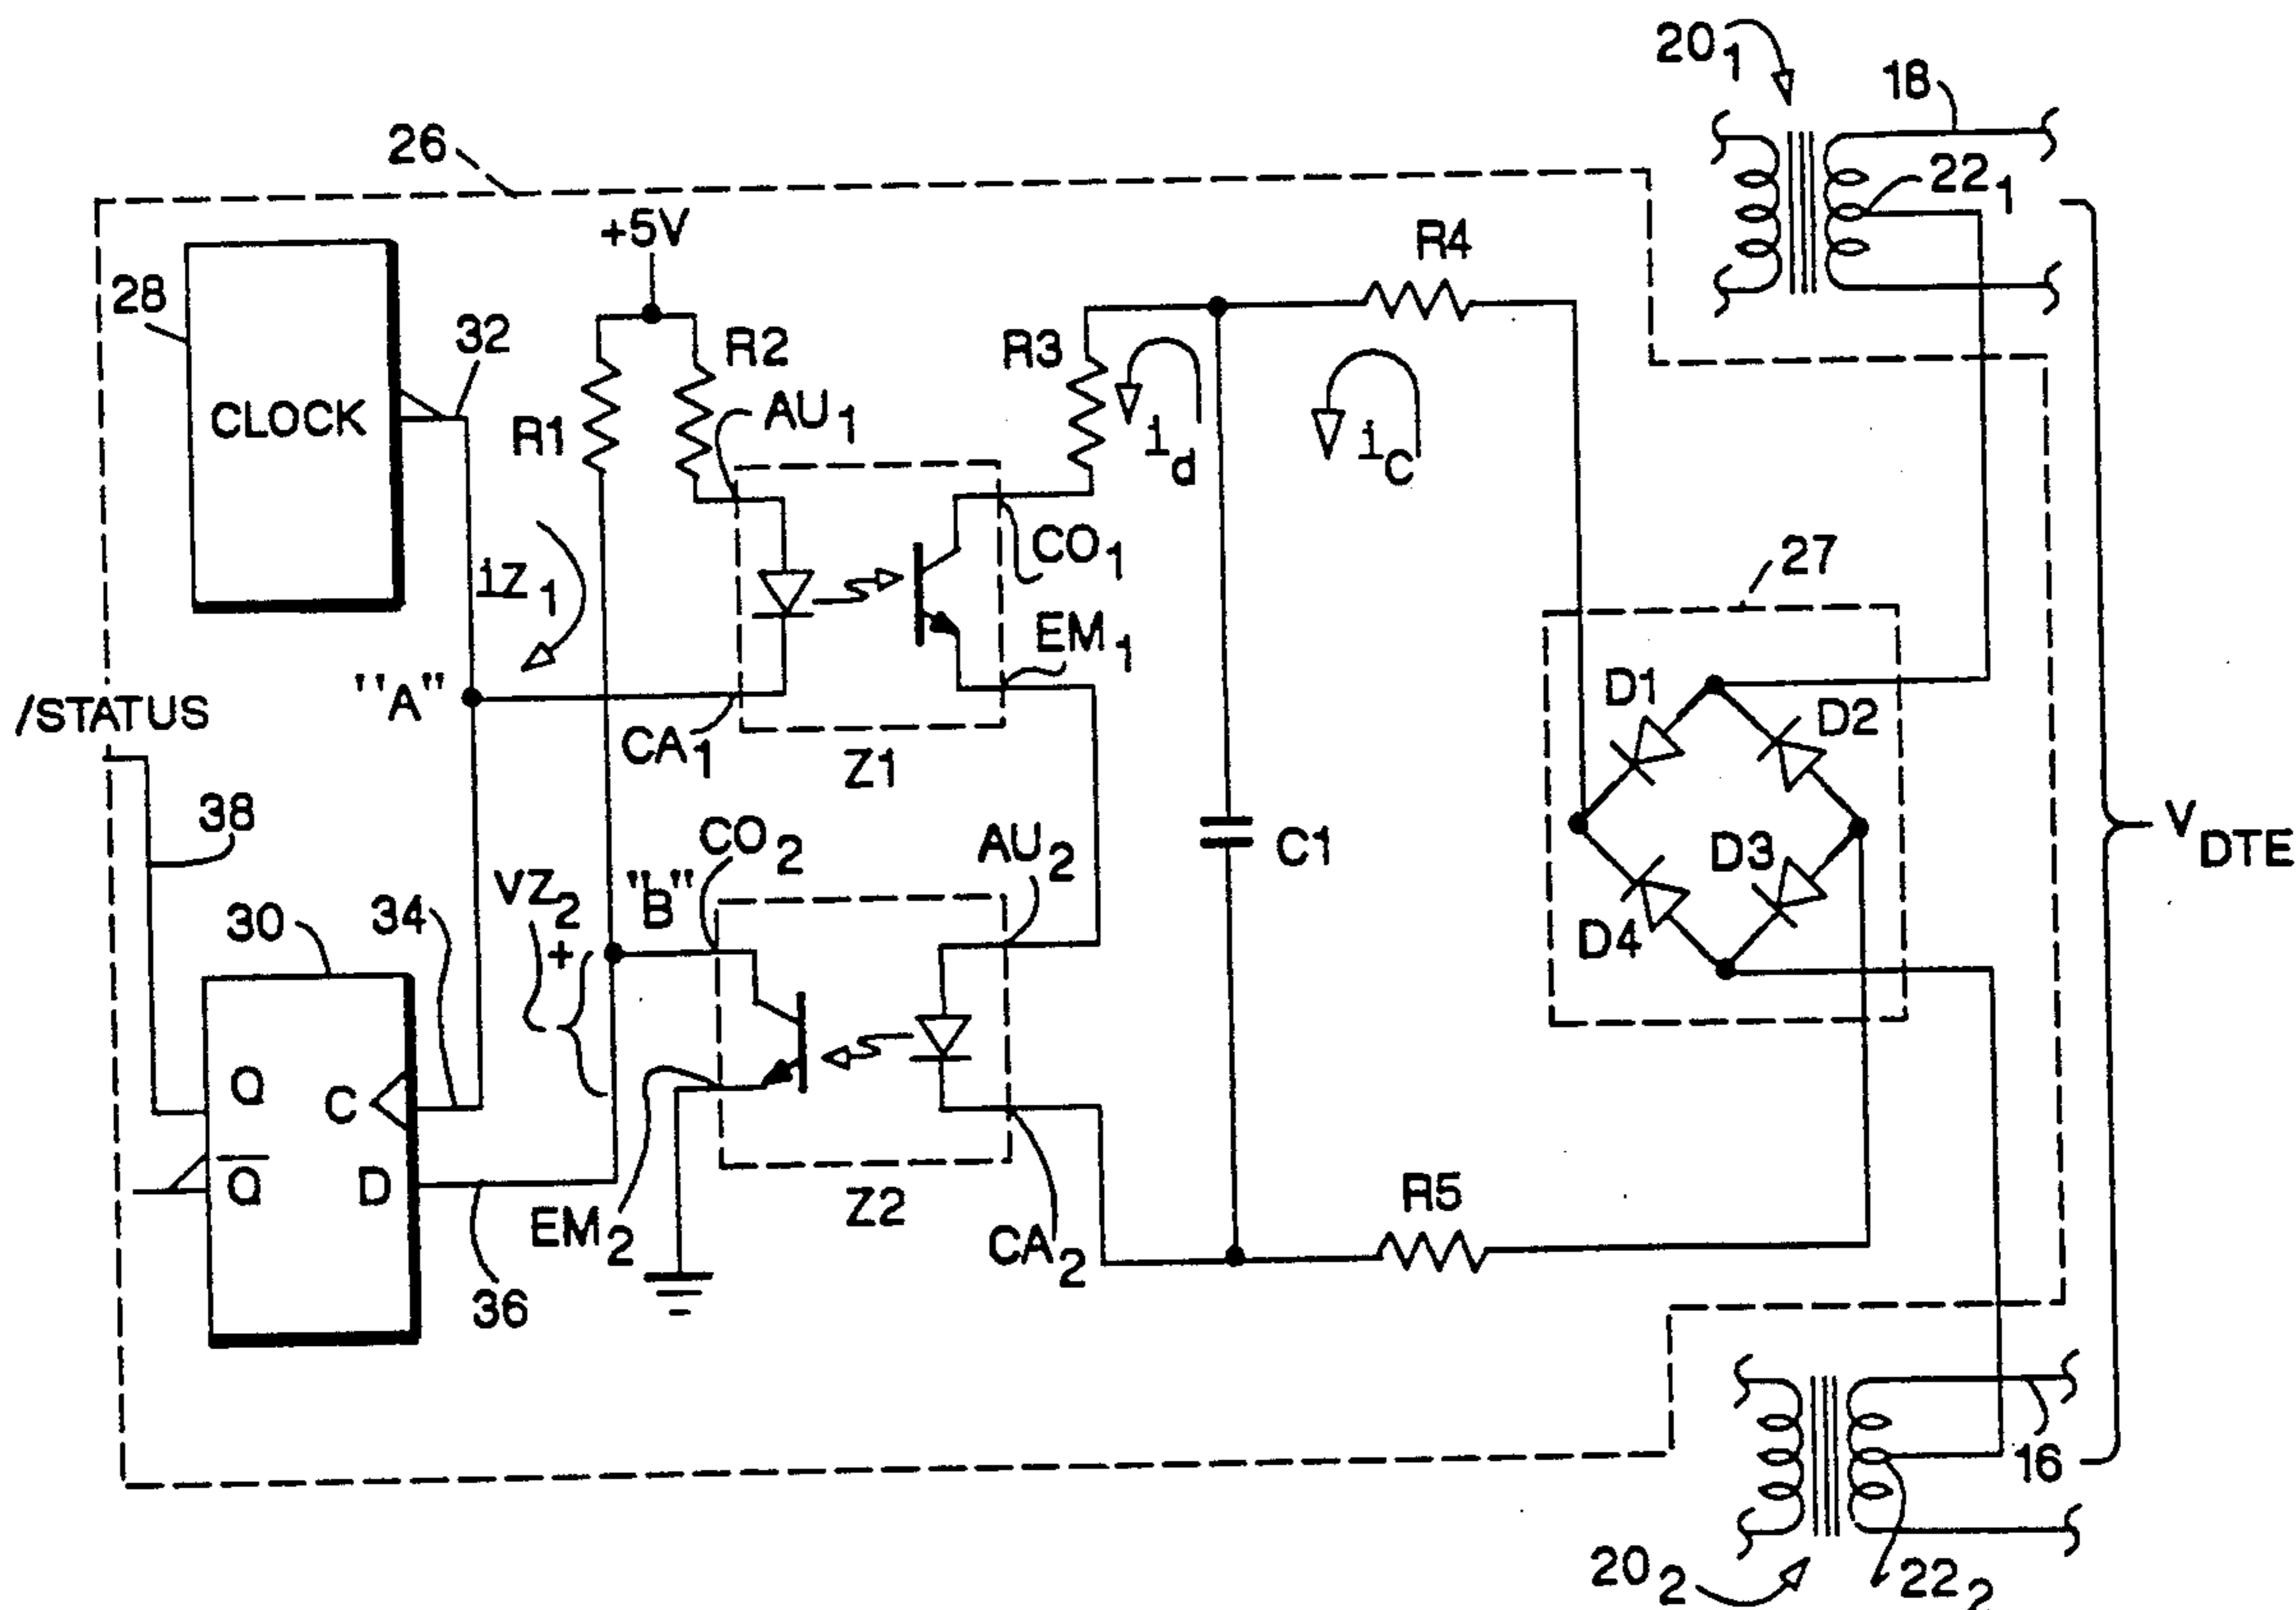 20₁
18
26
22₁
+5V
R4
28
32
R2
R3
AU₁
CLOCK
R1
i_d
i_C
CO₁
27
iZ₁
EM₁
"A"
D1
D2
/STATUS
CA₁
Z1
38
CO₂
AU₂
C1
V_DTE
D3
VZ₂
"B"
34
30
+
D4
Q
C
R5
Q̅
D
EM₂
Z2
CA₂
36
16
20₂
22₂